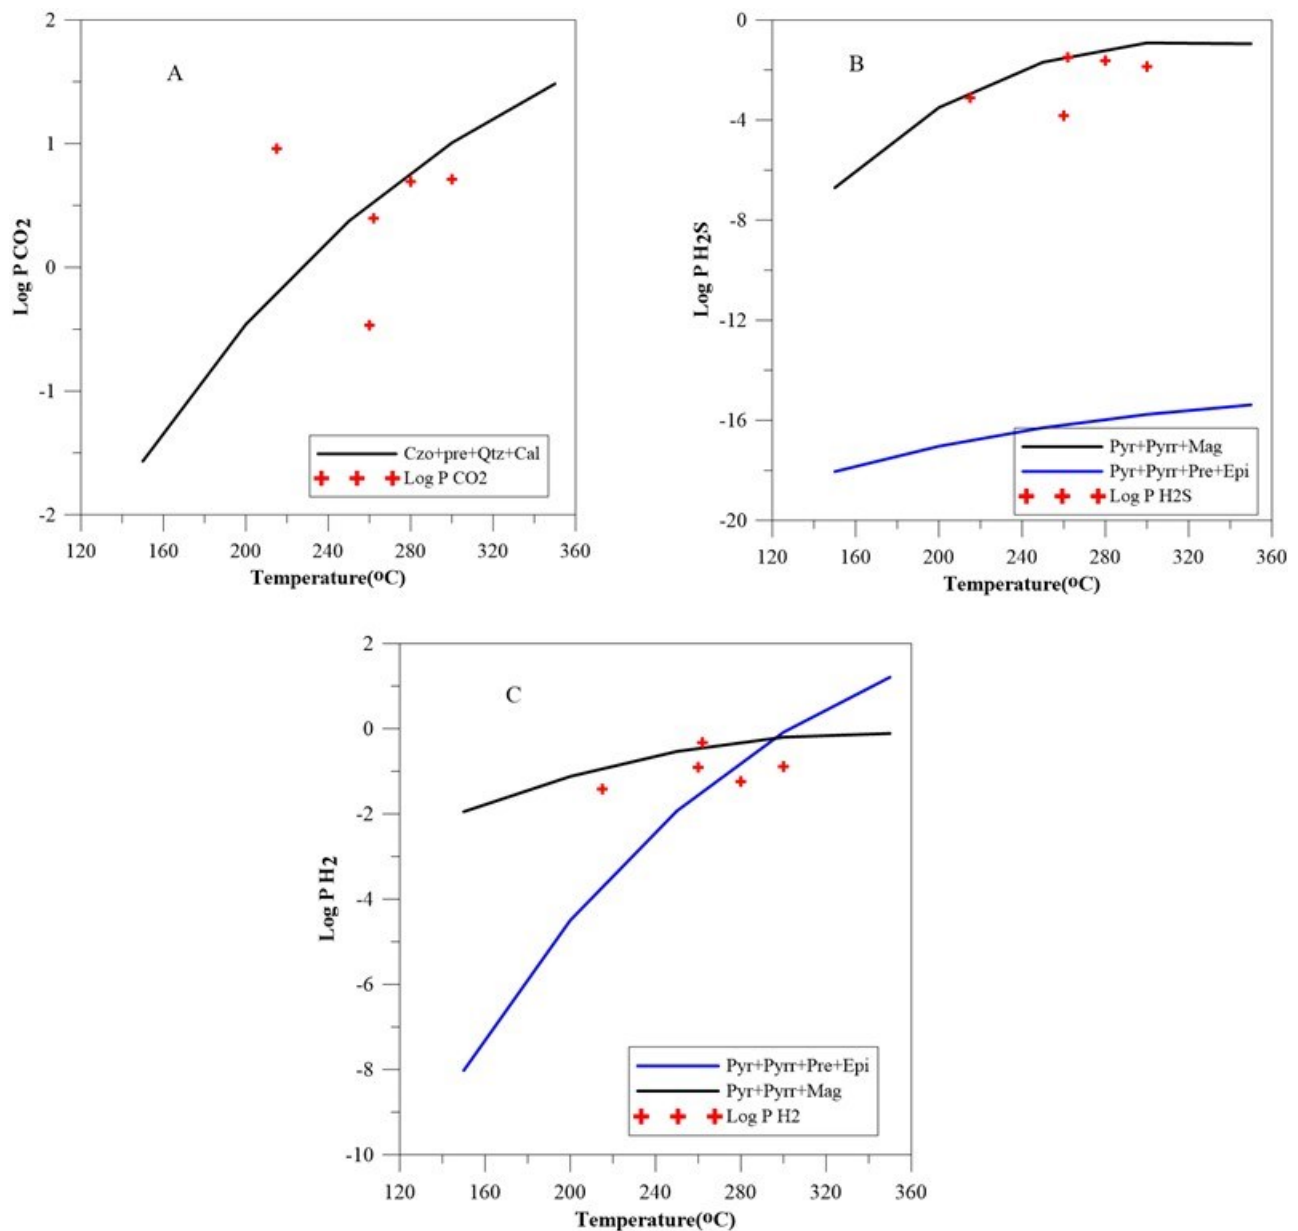 A
2
1
0
-1
-2
Log P CO2
120 160 200 240 280 320 360
Temperature(oC)
Czo+pre+Qtz+Cal
Log P CO2
B
0
-4
-8
-12
-16
-20
Log P H2S
120 160 200 240 280 320 360
Temperature(oC)
Pyr+Pyrr+Mag
Pyr+Pyrr+Pre+Epi
Log P H2S
C
2
0
-2
-4
-6
-8
-10
Log P H2
120 160 200 240 280 320 360
Temperature(oC)
Pyr+Pyrr+Pre+Epi
Pyr+Pyrr+Mag
Log P H2